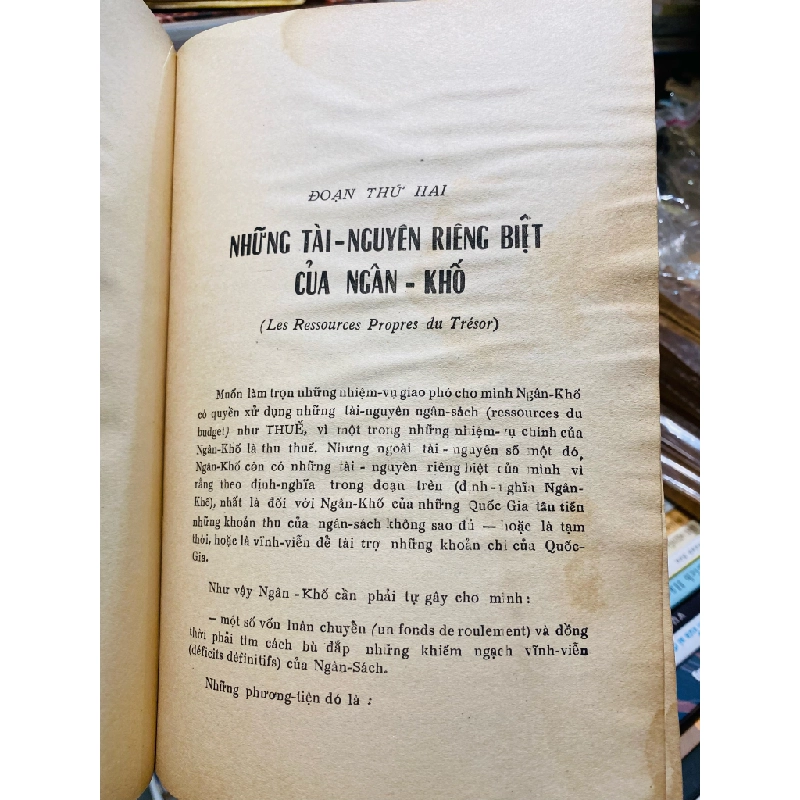 ĐOẠN THỨ HAI
NHỮNG TÀI-NGUYÊN RIÊNG BIỆT
CỦA NGÂN - KHỐ
(Les Ressources Propres du Trésor)
Muốn làm trọn những nhiệm-vụ giao phó cho mình Ngân-Khố
có quyền xử dụng những tài-nguyên ngân-sách (ressources du
budget) như THUẾ, vì một trong những nhiệm-vụ chính của
Ngân-Khố là thu thuế. Nhưng ngoài tài - nguyên số một đó,
Ngân-Khố còn có những tài - nguyên riêng biệt của mình vì
rằng theo định-nghĩa trong đoạn trên (định-nghĩa Ngân-
Khố), nhất là đối với Ngân-Khố của những Quốc Gia tân tiến
những khoản thu của ngân-sách không sao đủ — hoặc là tạm
thời, hoặc là vĩnh-viễn để tài trợ những khoản chi của Quốc-
Gia.
Như vậy Ngân - Khố cần phải tự gây cho mình :
— một số vốn luân chuyển (un fonds de roulement) và đồng
thời phải tìm cách bù đắp những khiếm ngạch vĩnh-viễn
(déficits définitifs) của Ngân-Sách.
Những phương-tiện đó là :